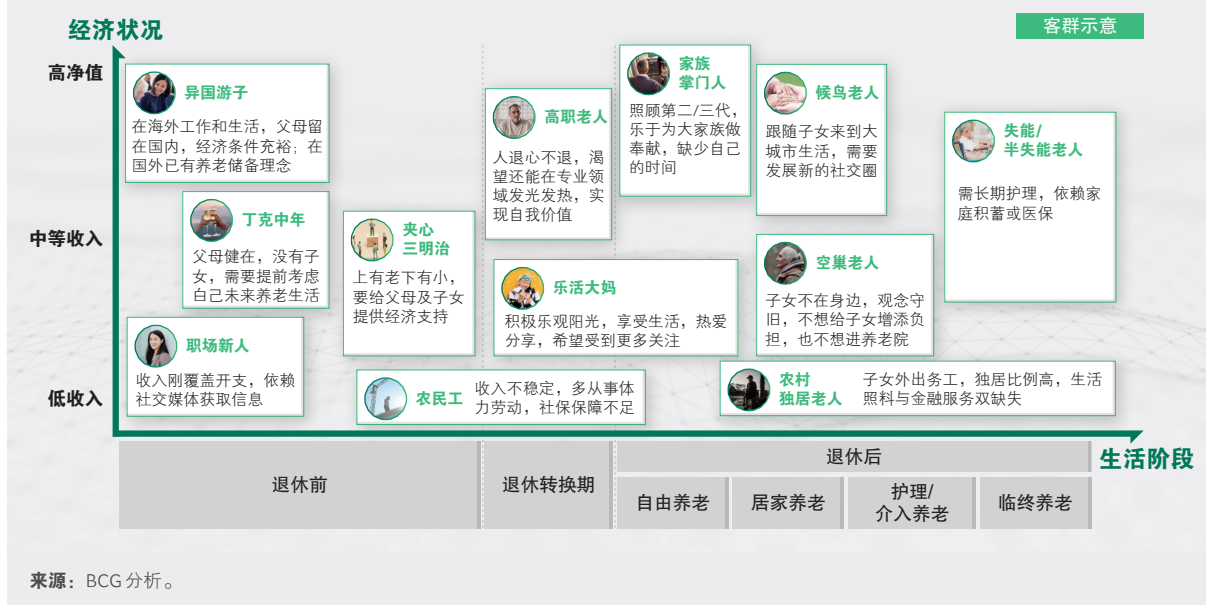 经济状况
客群示意
高净值
中等收入
低收入
异国游子
在海外工作和生活，父母留
在国内，经济条件充裕；在
国外已有养老储备理念
丁克中年
父母健在，没有子
女，需要提前考虑
白己未来养老生活
职场新人
收入刚覆盖开支，依赖
社交媒体获取信息
夹心
三明治
上有老下有小，
要给父母及子女
提供经济支持
农民工
收入不稳定，多从事体
力劳动，社保保障不足
高职老人
人退心不退，渴
望还能在专业领
域发光发热，实
现自我价值
乐活大妈
积极乐观阳光，享受生活，热爱
分享，希望受到更多关注
家族
掌门人
照顾第二/三代，
乐于为大家族做
奉献，缺少自己
的时间
候鸟老人
跟随子女来到大
城市生活，需要
发展新的社交圈
空巢老人
子女不在身边，观念守
旧，不想给子女增添负
担，也不想进养老院
农村
独居老人
子女外出务工，独居比例高，生活
照料与金融服务双缺失
失能/
半失能老人
需长期护理，依赖家
庭积蓄或医保
退休前
退休转换期
退休后
自由养老
居家养老
护理/
介入养老
临终养老
生活阶段
来源：BCG分析。